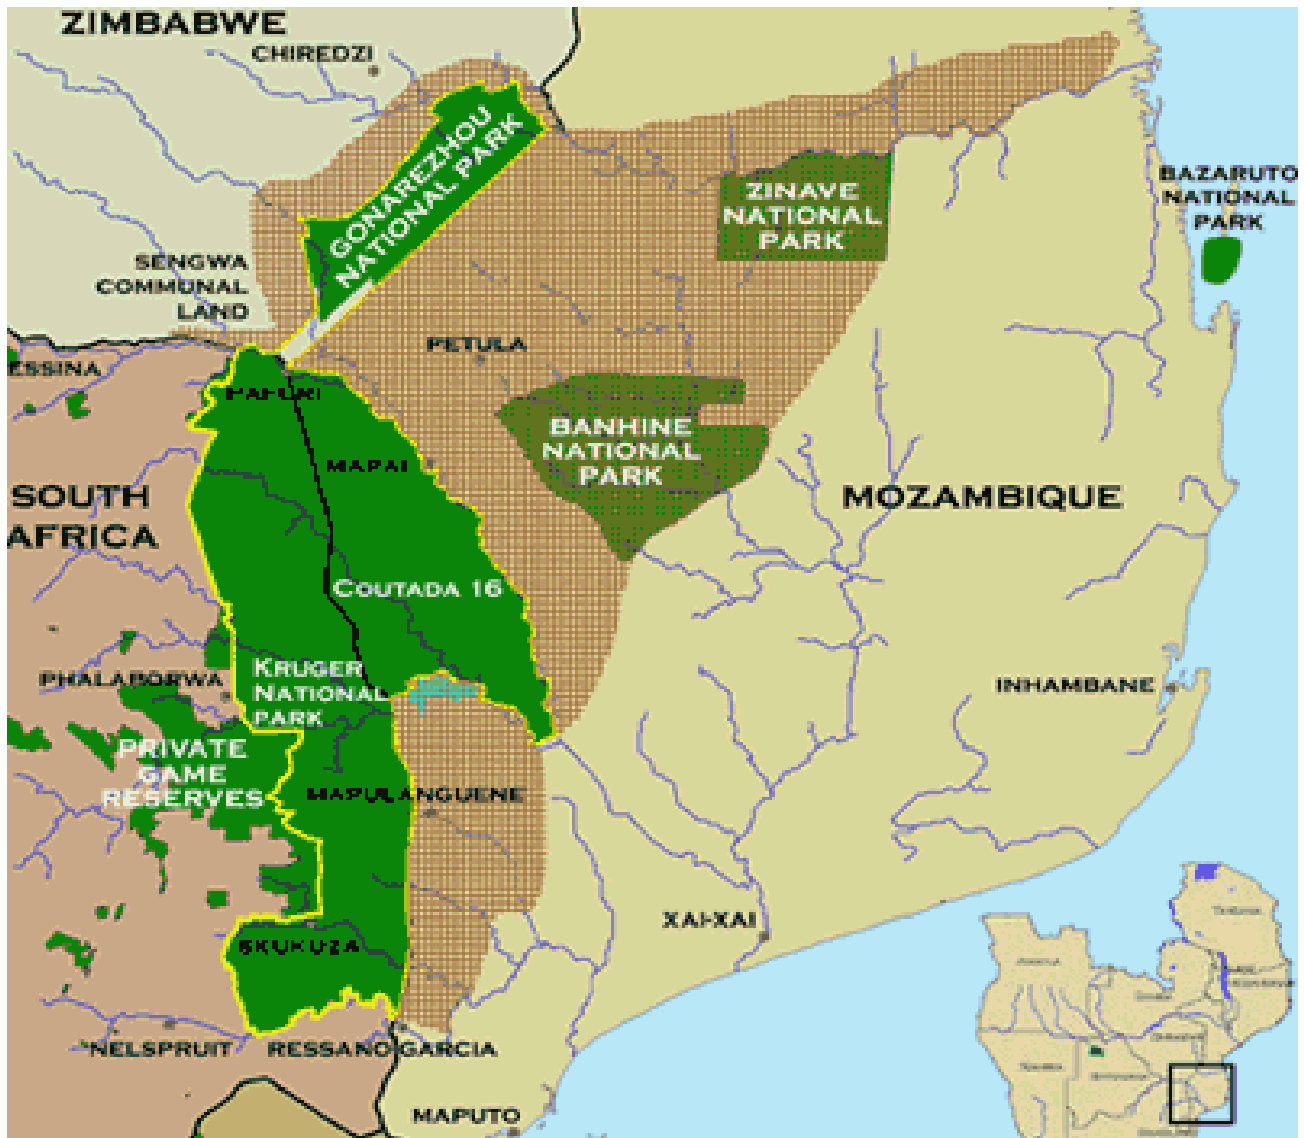 ZIMBABWE
CHIREDZI
GONAREZHOU
NATIONAL PARK
ZINAVE
NATIONAL
PARK
BAZARUTO
NATIONAL
PARK
SENGWA
COMMUNAL
LAND
PETULA
ESSINA
PAFURI
BANHINE
NATIONAL
PARK
MAPAI
SOUTH
AFRICA
MOZAMBIQUE
COUTADA 16
KRUGER
NATIONAL
PARK
PHALABORWA
INHAMBANE
PRIVATE
GAME
RESERVES
MAPULANGUENE
XAI-XAI
SKUKUZA
NELSPRUIT
RESSANO GARCIA
MAPUTO